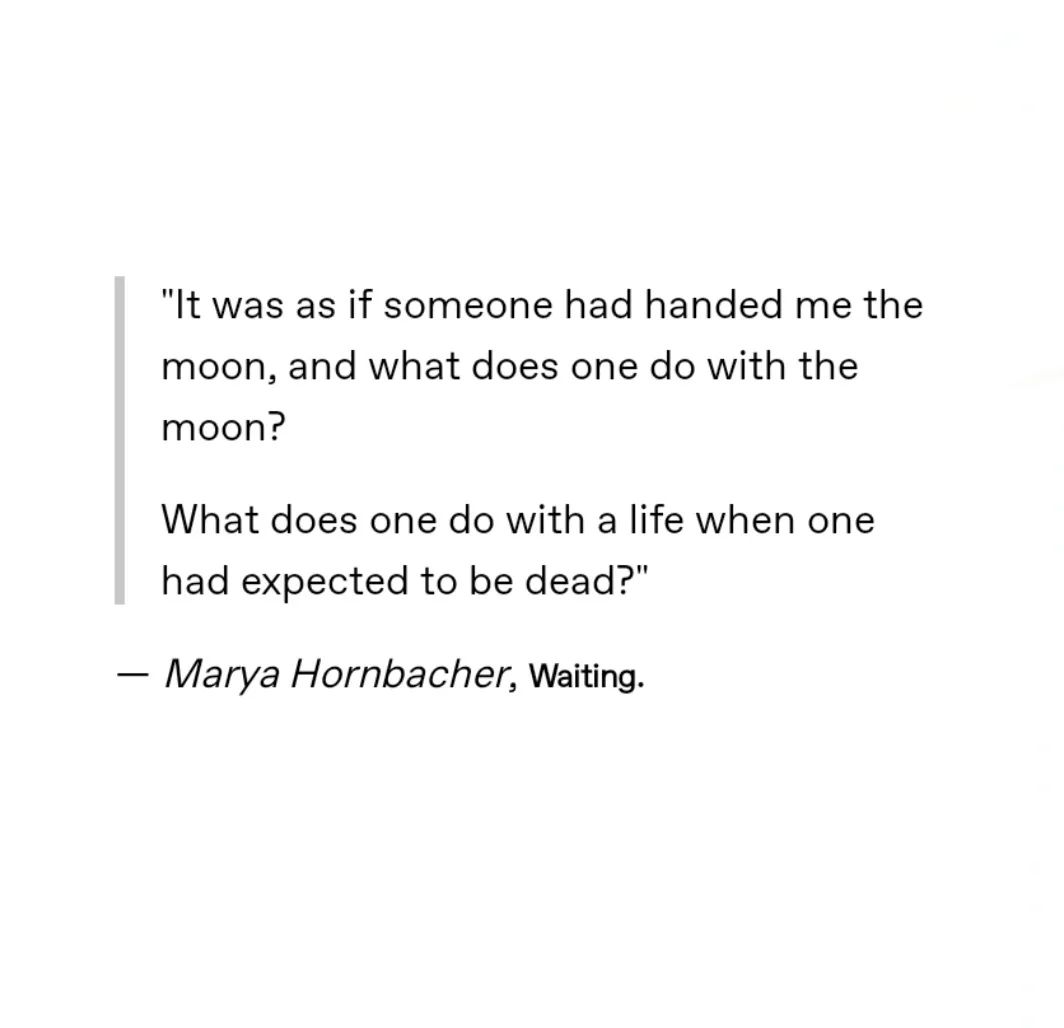 "It was as if someone had handed me the
moon, and what does one do with the
moon?
What does one do with a life when one
had expected to be dead?"
— Marya Hornbacher, Waiting.